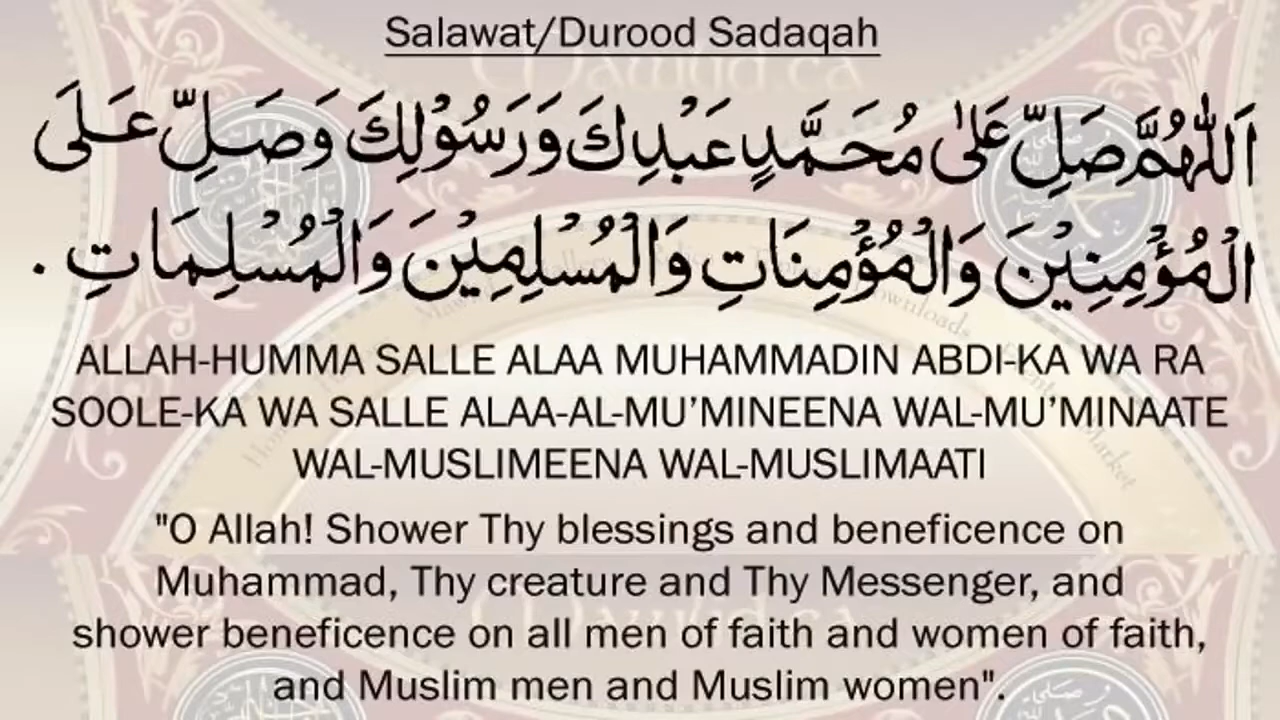 Salawat/Durood Sadaqah
اَللّٰهُمَّ صَلِّ عَلٰى مُحَمَّدٍ عَبْدِكَ وَرَسُوْلِكَ وَصَلِّ عَلَى
الْمُؤْمِنِيْنَ وَالْمُؤْمِنَاتِ وَالْمُسْلِمِيْنَ وَالْمُسْلِمَاتِ .
ALLAH-HUMMA SALLE ALAA MUHAMMADIN ABDI-KA WA RA
SOOLE-KA WA SALLE ALAA-AL-MU’MINEENA WAL-MU’MINAATE
WAL-MUSLIMEENA WAL-MUSLIMAATI
"O Allah! Shower Thy blessings and beneficence on
Muhammad, Thy creature and Thy Messenger, and
shower beneficence on all men of faith and women of faith,
and Muslim men and Muslim women".